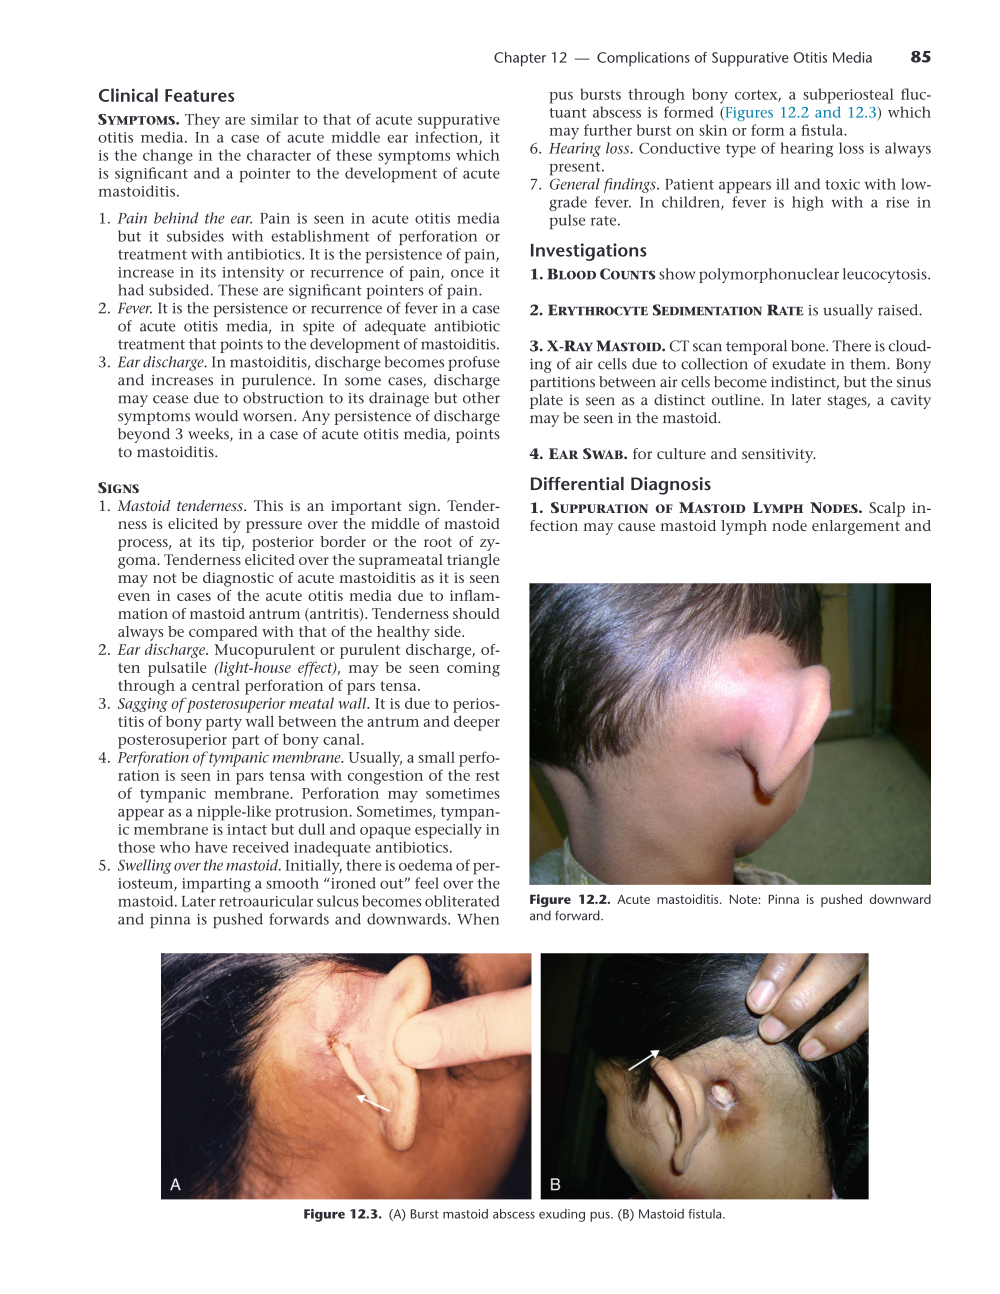 Chapter 12 — Complications of Suppurative Otitis Media 85
Clinical Features
SYMPTOMS. They are similar to that of acute suppurative
otitis media. In a case of acute middle ear infection, it
is the change in the character of these symptoms which
is significant and a pointer to the development of acute
mastoiditis.
1. Pain behind the ear. Pain is seen in acute otitis media
but it subsides with establishment of perforation or
treatment with antibiotics. It is the persistence of pain,
increase in its intensity or recurrence of pain, once it
had subsided. These are significant pointers of pain.
2. Fever. It is the persistence or recurrence of fever in a case
of acute otitis media, in spite of adequate antibiotic
treatment that points to the development of mastoiditis.
3. Ear discharge. In mastoiditis, discharge becomes profuse
and increases in purulence. In some cases, discharge
may cease due to obstruction to its drainage but other
symptoms would worsen. Any persistence of discharge
beyond 3 weeks, in a case of acute otitis media, points
to mastoiditis.
SIGNS
1. Mastoid tenderness. This is an important sign. Tender-
ness is elicited by pressure over the middle of mastoid
process, at its tip, posterior border or the root of zy-
goma. Tenderness elicited over the suprameatal triangle
may not be diagnostic of acute mastoiditis as it is seen
even in cases of the acute otitis media due to inflam-
mation of mastoid antrum (antritis). Tenderness should
always be compared with that of the healthy side.
2. Ear discharge. Mucopurulent or purulent discharge, of-
ten pulsatile (light-house effect), may be seen coming
through a central perforation of pars tensa.
3. Sagging of posterosuperior meatal wall. It is due to perios-
titis of bony party wall between the antrum and deeper
posterosuperior part of bony canal.
4. Perforation of tympanic membrane. Usually, a small perfo-
ration is seen in pars tensa with congestion of the rest
of tympanic membrane. Perforation may sometimes
appear as a nipple-like protrusion. Sometimes, tympan-
ic membrane is intact but dull and opaque especially in
those who have received inadequate antibiotics.
5. Swelling over the mastoid. Initially, there is oedema of per-
iosteum, imparting a smooth “ironed out” feel over the
mastoid. Later retroauricular sulcus becomes obliterated
and pinna is pushed forwards and downwards. When
pus bursts through bony cortex, a subperiosteal fluc-
tuant abscess is formed (Figures 12.2 and 12.3) which
may further burst on skin or form a fistula.
6. Hearing loss. Conductive type of hearing loss is always
present.
7. General findings. Patient appears ill and toxic with low-
grade fever. In children, fever is high with a rise in
pulse rate.
Investigations
1. BLOOD COUNTS show polymorphonuclear leucocytosis.
2. ERYTHROCYTE SEDIMENTATION RATE is usually raised.
3. X-RAY MASTOID. CT scan temporal bone. There is cloud-
ing of air cells due to collection of exudate in them. Bony
partitions between air cells become indistinct, but the sinus
plate is seen as a distinct outline. In later stages, a cavity
may be seen in the mastoid.
4. EAR SWAB. for culture and sensitivity.
Differential Diagnosis
1. SUPPURATION OF MASTOID LYMPH NODES. Scalp in-
fection may cause mastoid lymph node enlargement and
Figure 12.2. Acute mastoiditis. Note: Pinna is pushed downward
and forward.
A
B
Figure 12.3. (A) Burst mastoid abscess exuding pus. (B) Mastoid fistula.